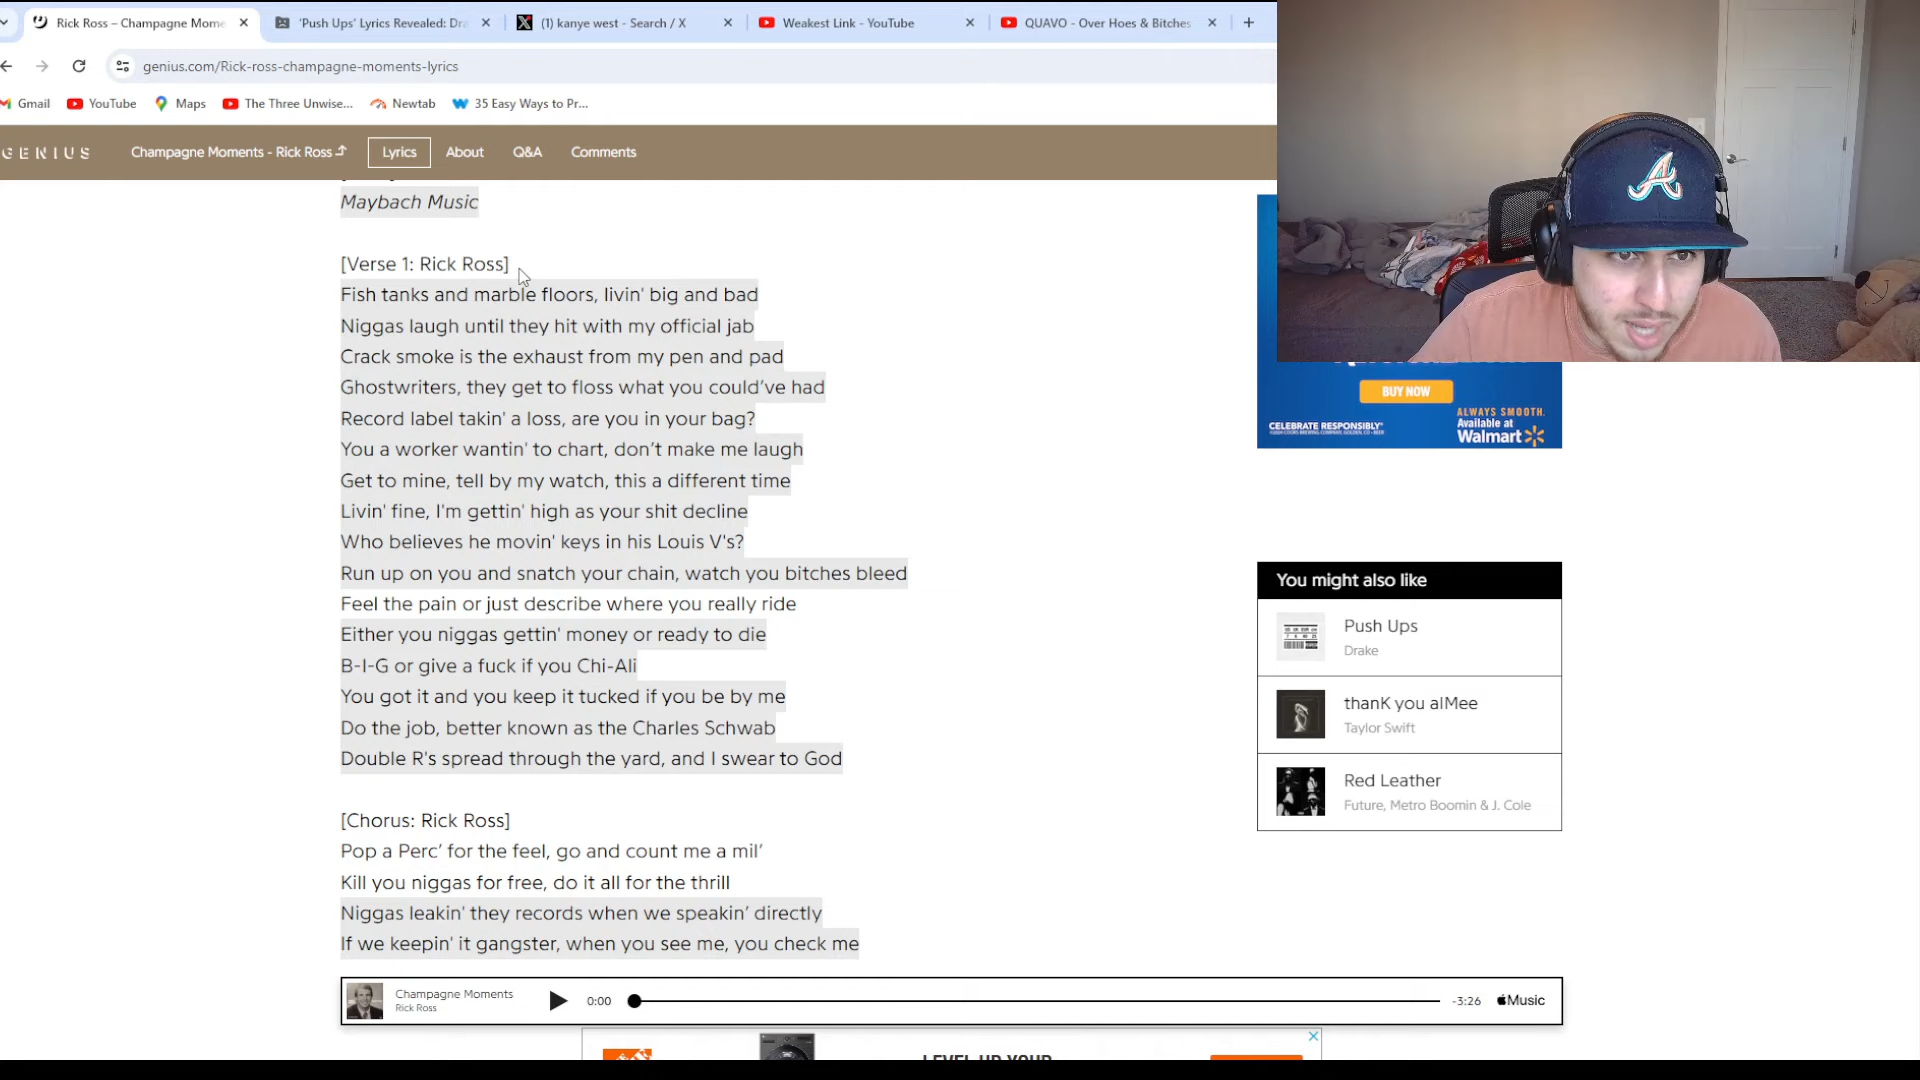 Rick Ross – Champagne Mome
'Push Ups' Lyrics Revealed: Dra
(1) kanye west - Search / X
Weakest Link - YouTube
QUAVO - Over Hoes & Bitches
genius.com/Rick-ross-champagne-moments-lyrics
Gmail
YouTube
Maps
The Three Unwise...
Newtab
35 Easy Ways to Pr...
GENIUS
Champagne Moments - Rick Ross
Lyrics
About
Q&A
Comments
Maybach Music
[Verse 1: Rick Ross]
Fish tanks and marble floors, livin' big and bad
Niggas laugh until they hit with my official jab
Crack smoke is the exhaust from my pen and pad
Ghostwriters, they get to floss what you could’ve had
Record label takin' a loss, are you in your bag?
You a worker wantin' to chart, don’t make me laugh
Get to mine, tell by my watch, this a different time
Livin' fine, I'm gettin' high as your shit decline
Who believes he movin' keys in his Louis V's?
Run up on you and snatch your chain, watch you bitches bleed
Feel the pain or just describe where you really ride
Either you niggas gettin' money or ready to die
B-I-G or give a fuck if you Chi-Ali
You got it and you keep it tucked if you be by me
Do the job, better known as the Charles Schwab
Double R's spread through the yard, and I swear to God
[Chorus: Rick Ross]
Pop a Perc’ for the feel, go and count me a mil’
Kill you niggas for free, do it all for the thrill
Niggas leakin' they records when we speakin’ directly
If we keepin' it gangster, when you see me, you check me
A
BUY NOW
CELEBRATE RESPONSIBLY®
ALWAYS SMOOTH.
Available at
Walmart
You might also like
Push Ups
Drake
thanK you aIMee
Taylor Swift
Red Leather
Future, Metro Boomin & J. Cole
Champagne Moments
Rick Ross
0:00
-3:26
Music
LEVEL UP YOUR